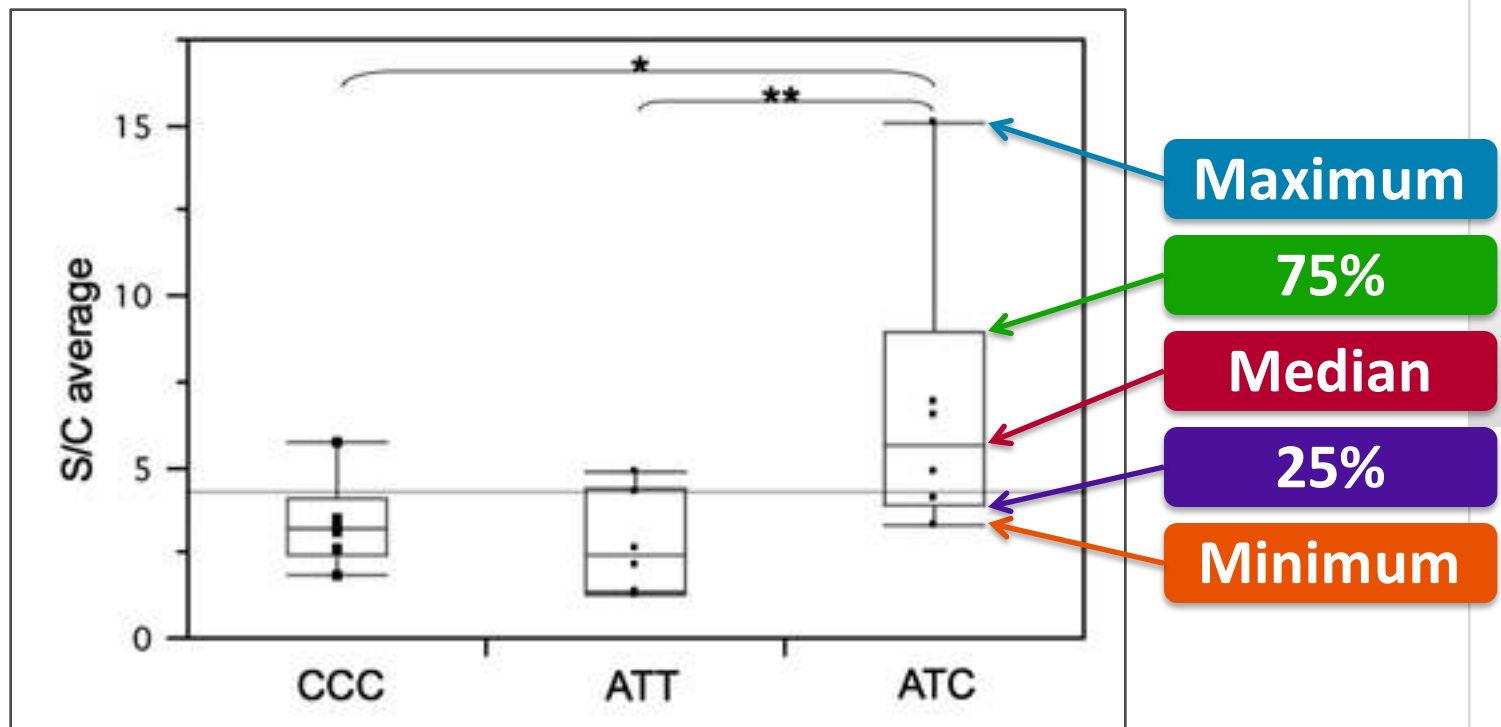 *
**
15
10
5
0
S/C average
CCC
ATT
ATC
Maximum
75%
Median
25%
Minimum